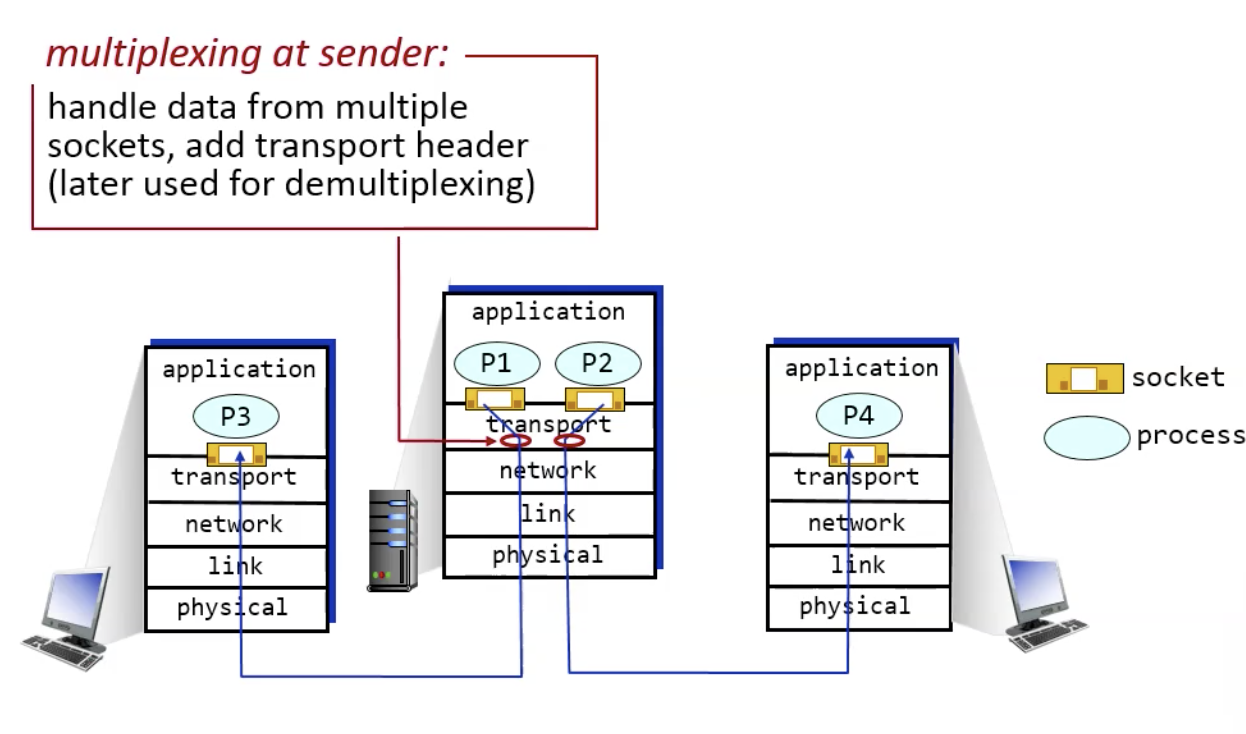 multiplexing at sender:
handle data from multiple
sockets, add transport header
(later used for demultiplexing)
application
P3
transport
network
link
physical
application
P1 P2
transport
network
link
physical
application
P4
transport
network
link
physical
socket
process